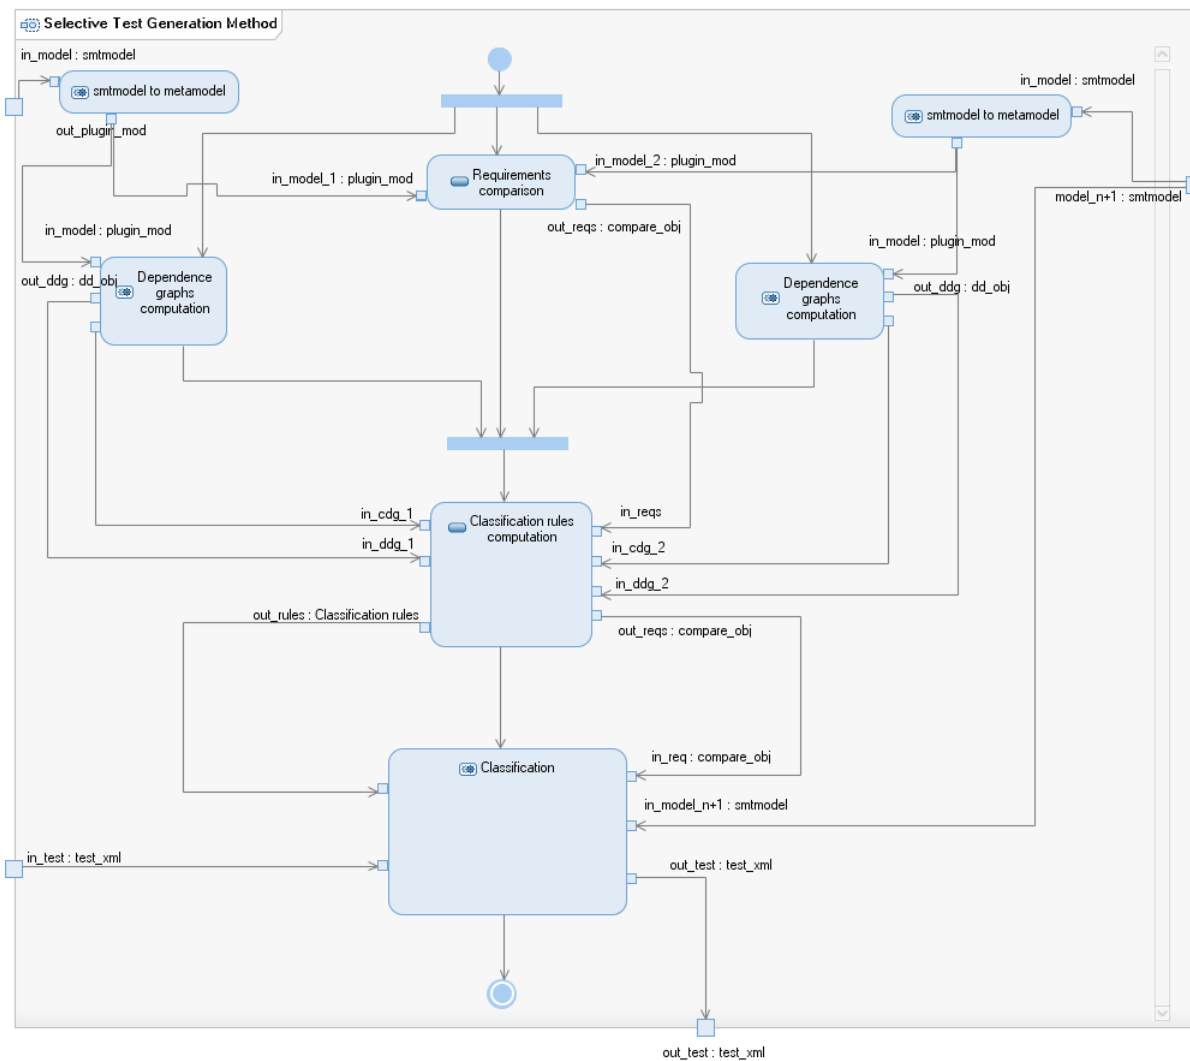 Selective Test Generation Method
in_model : smtmodel
smtmodel to metamodel
out_plugin_mod
in_model : smtmodel
smtmodel to metamodel
in_model_1 : plugin_mod
Requirements
comparison
in_model_2 : plugin_mod
model_n+1 : smtmodel
out_reqs : compare_obj
in_model : plugin_mod
in_model : plugin_mod
out_ddg : dd_obj
Dependence
graphs
computation
Dependence
graphs
computation
out_ddg : dd_obj
in_cdg_1
in_ddg_1
Classification rules
computation
in_reqs
in_cdg_2
in_ddg_2
out_rules : Classification rules
out_reqs : compare_obj
Classification
in_req : compare_obj
in_model_n+1 : smtmodel
in_test : test_xml
out_test : test_xml
out_test : test_xml